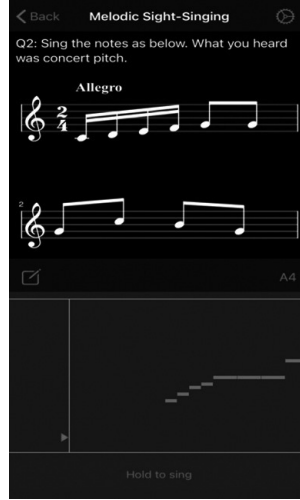 Back
Melodic Sight-Singing
Q2: Sing the notes as below. What you heard
was concert pitch.
Allegro
2
4
2
A4
Hold to sing